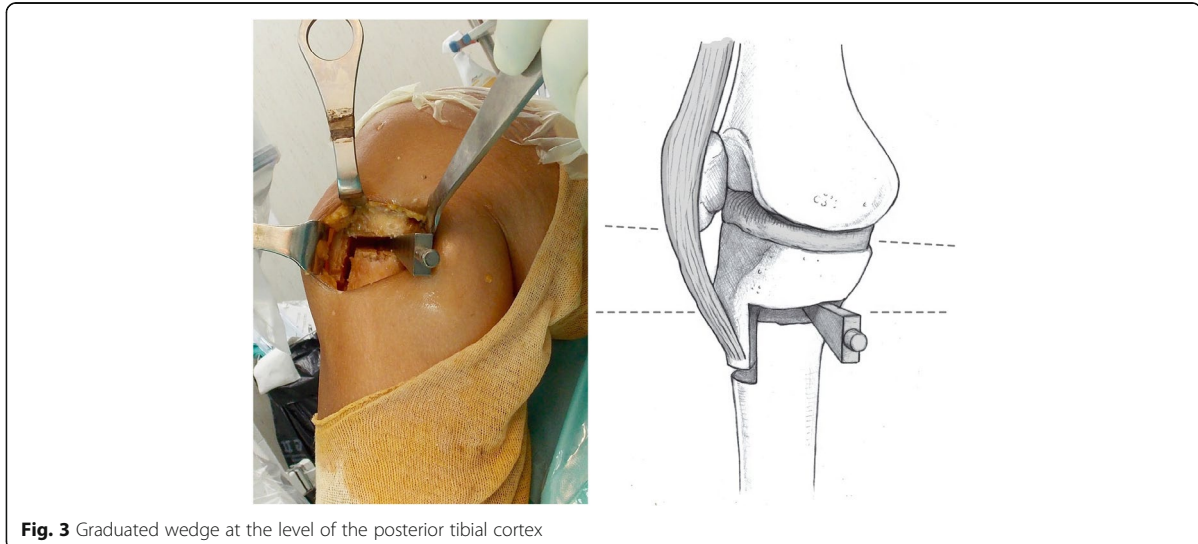 Fig. 3 Graduated wedge at the level of the posterior tibial cortex